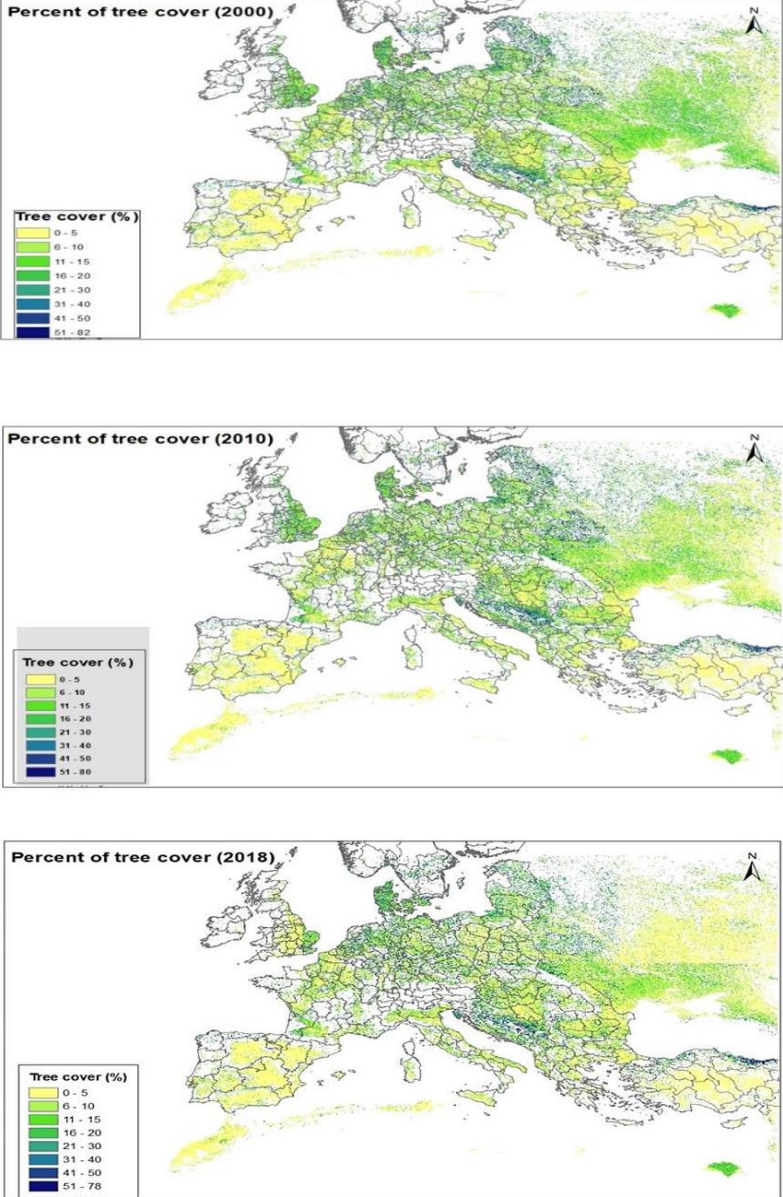 Percent of tree cover (2000)
N
Tree cover (%)
0 - 5
6 - 10
11 - 15
16 - 20
21 - 30
31 - 40
41 - 50
51 - 82
Percent of tree cover (2010)
N
Tree cover (%)
0 - 5
6 - 10
11 - 15
16 - 20
21 - 30
31 - 40
41 - 50
51 - 80
Percent of tree cover (2018)
N
Tree cover (%)
0 - 5
6 - 10
11 - 15
16 - 20
21 - 30
31 - 40
41 - 50
51 - 78